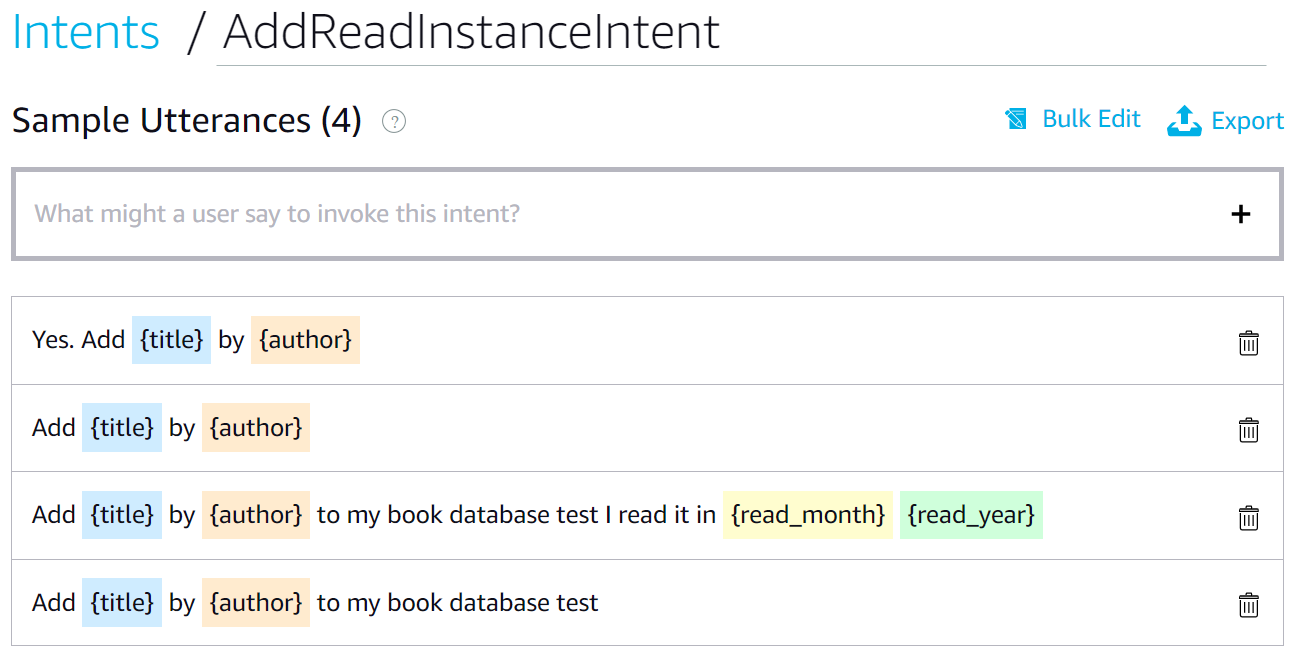 Intents / AddReadInstanceIntent
Sample Utterances (4) ? Bulk Edit Export
What might a user say to invoke this intent? +
Yes. Add {title} by {author}
Add {title} by {author}
Add {title} by {author} to my book database test I read it in {read_month} {read_year}
Add {title} by {author} to my book database test